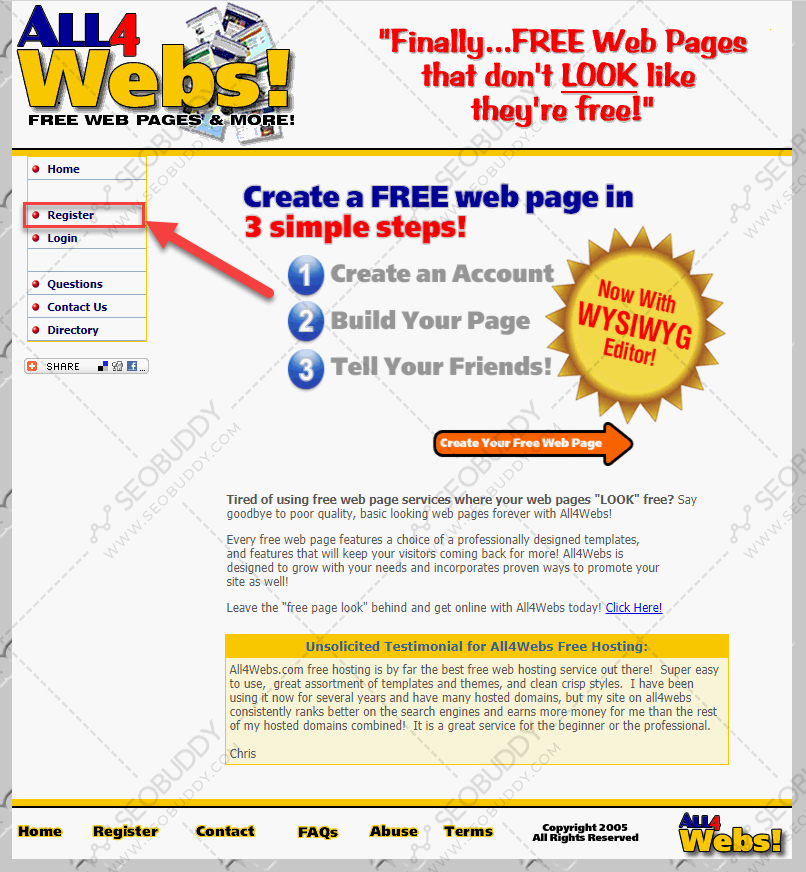 ALL4
Webs!
FREE WEB PAGES & MORE!
"Finally...FREE Web Pages
that don't LOOK like
they're free!"
Home
Register
Login
Questions
Contact Us
Directory
SHARE
...
Create a FREE web page in
3 simple steps!
1 Create an Account
2 Build Your Page
3 Tell Your Friends!
Now With
WYSIWYG
Editor!
Create Your Free Web Page
Tired of using free web page services where your web pages "LOOK" free? Say
goodbye to poor quality, basic looking web pages forever with All4Webs!
Every free web page features a choice of a professionally designed templates,
and features that will keep your visitors coming back for more! All4Webs is
designed to grow with your needs and incorporates proven ways to promote your
site as well!
Leave the "free page look" behind and get online with All4Webs today! Click Here!
Unsolicited Testimonial for All4Webs Free Hosting:
All4Webs.com free hosting is by far the best free web hosting service out there!  Super easy
to use,  great assortment of templates and themes, and clean crisp styles.  I have been
using it now for several years and have many hosted domains, but my site on all4webs
consistently ranks better on the search engines and earns more money for me than the rest
of my hosted domains combined!  It is a great service for the beginner or the professional.
Chris
Home Register Contact FAQs Abuse Terms
Copyright 2005
All Rights Reserved
ALL4
Webs!
SEOBUDDY
WWW.SEOBUDDY.COM